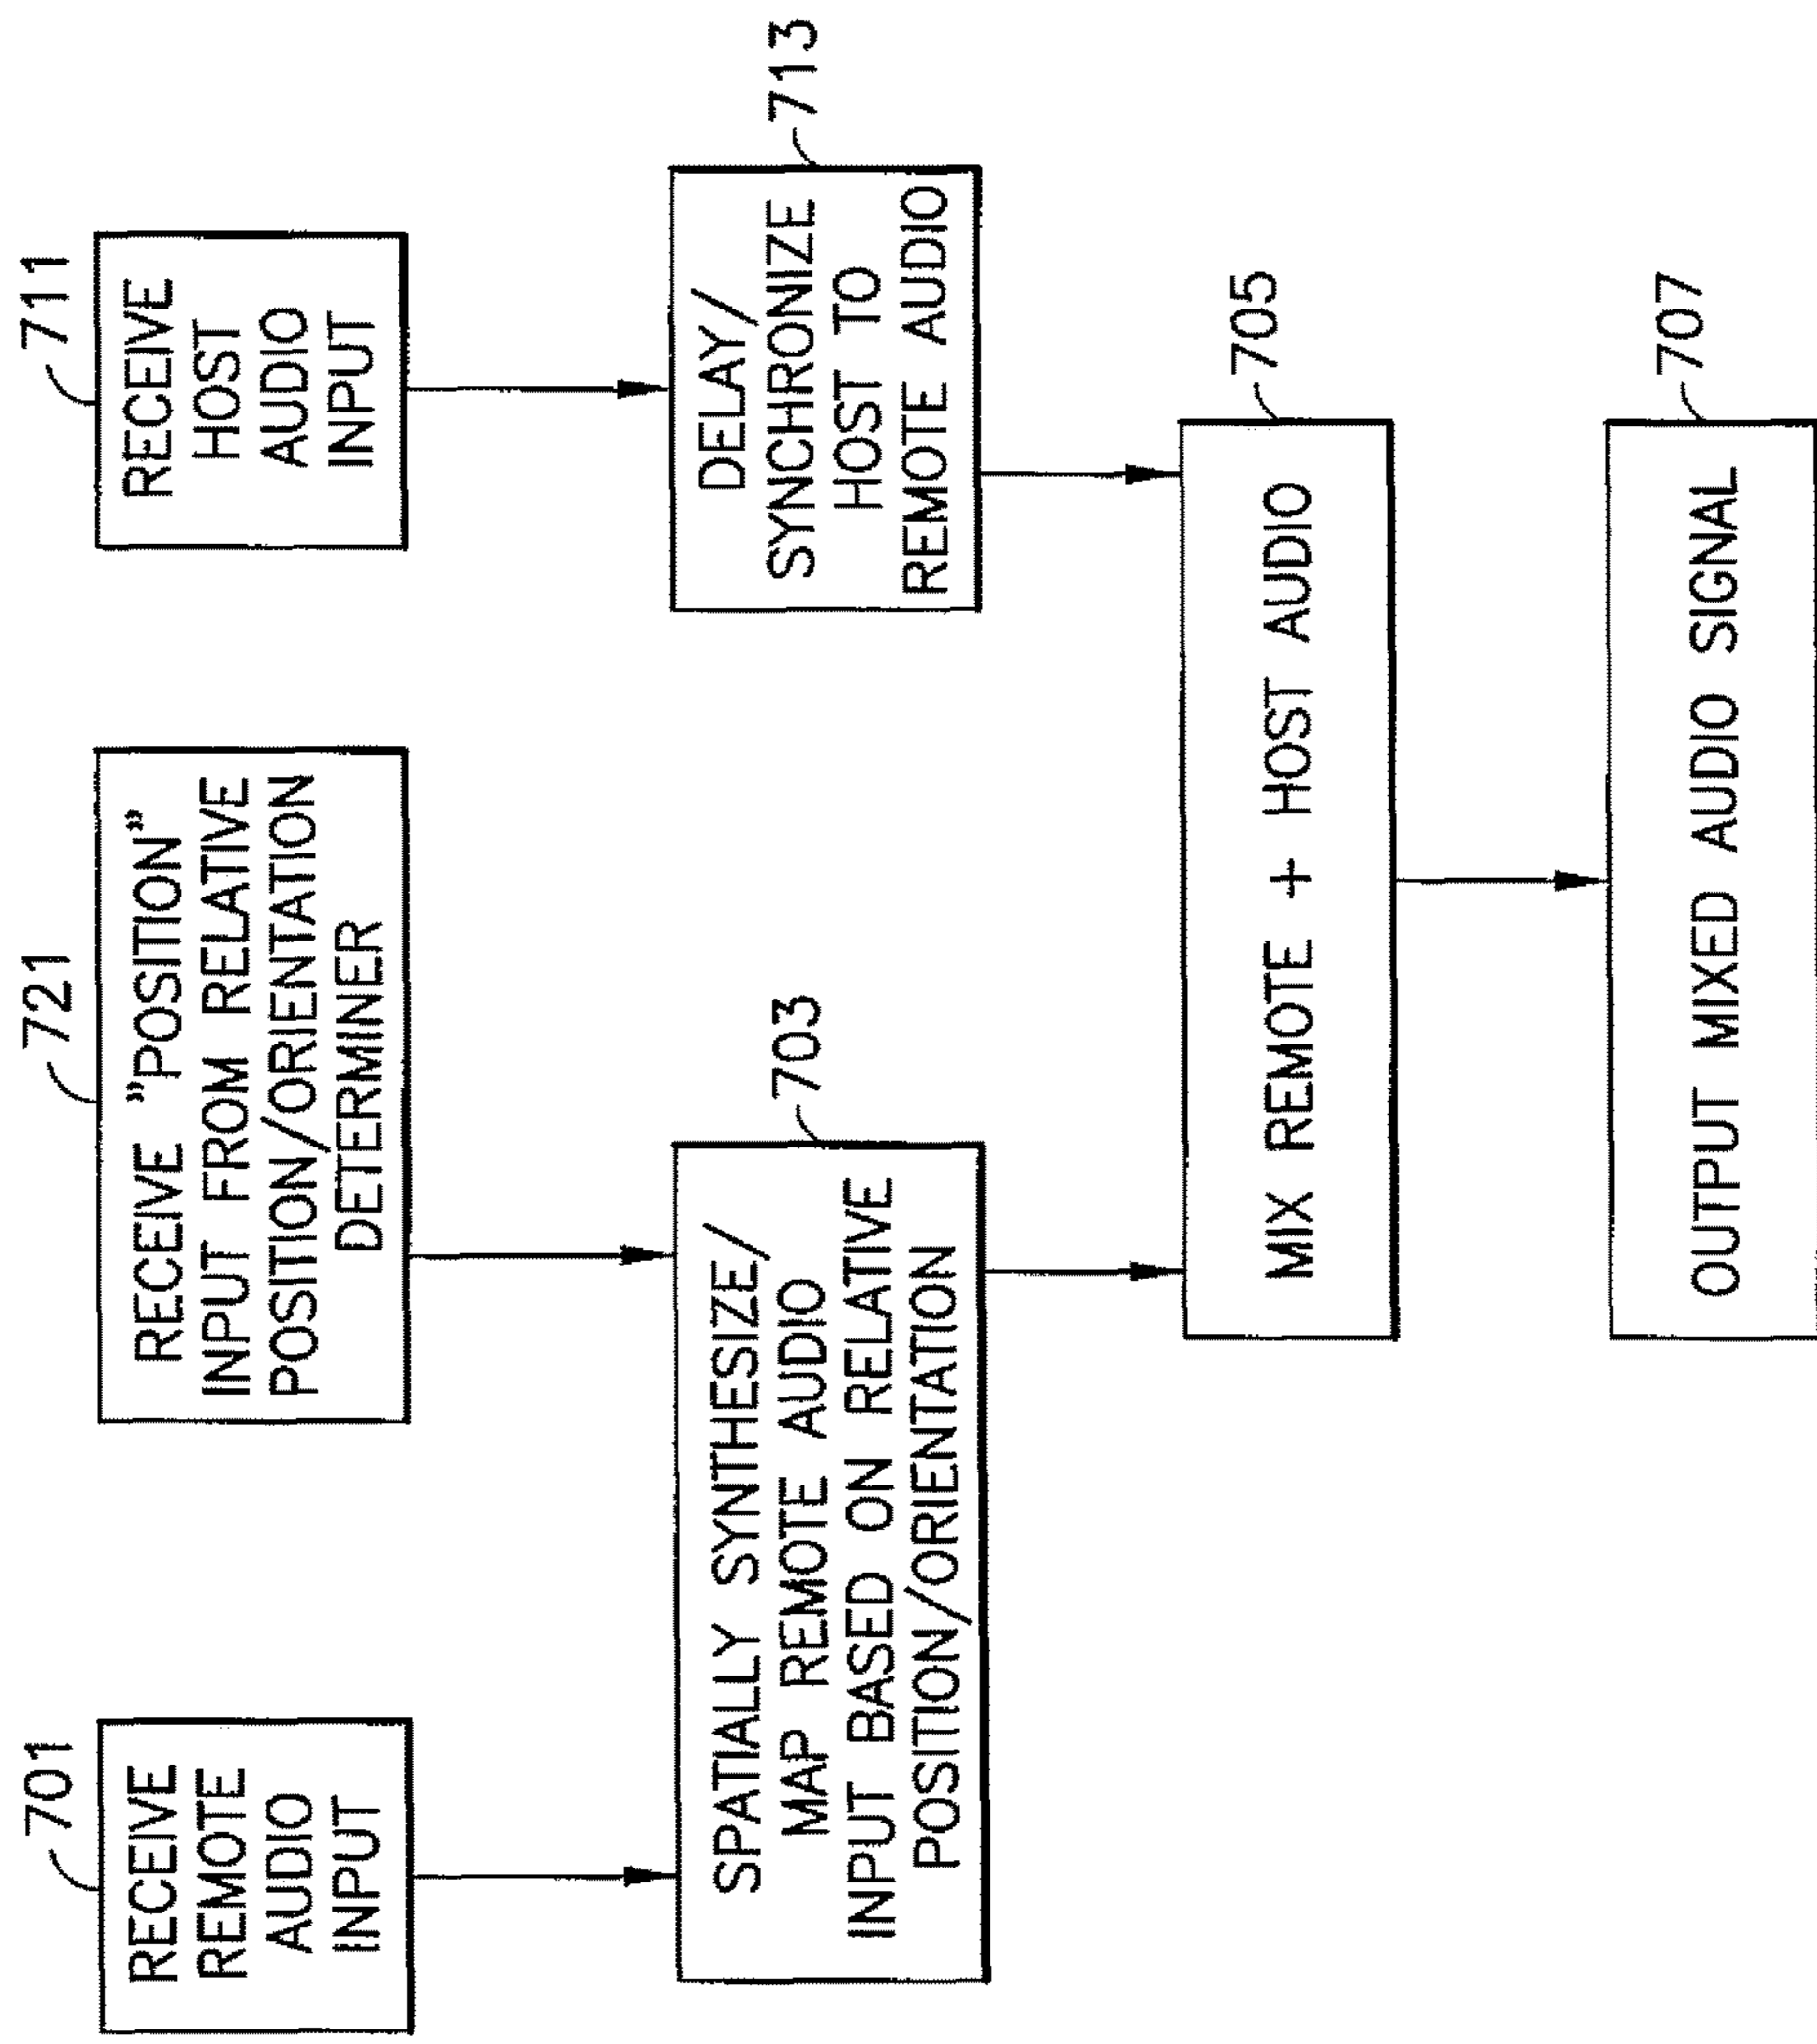 701
RECEIVE
REMOTE
AUDIO
INPUT
721
RECEIVE "POSITION"
INPUT FROM RELATIVE
POSITION/ORIENTATION
DETERMINER
711
RECEIVE
HOST
AUDIO
INPUT
703
SPATIALLY SYNTHESIZE/
MAP REMOTE AUDIO
INPUT BASED ON RELATIVE
POSITION/ORIENTATION
713
DELAY/
SYNCHRONIZE
HOST TO
REMOTE AUDIO
705
MIX REMOTE + HOST AUDIO
707
OUTPUT MIXED AUDIO SIGNAL